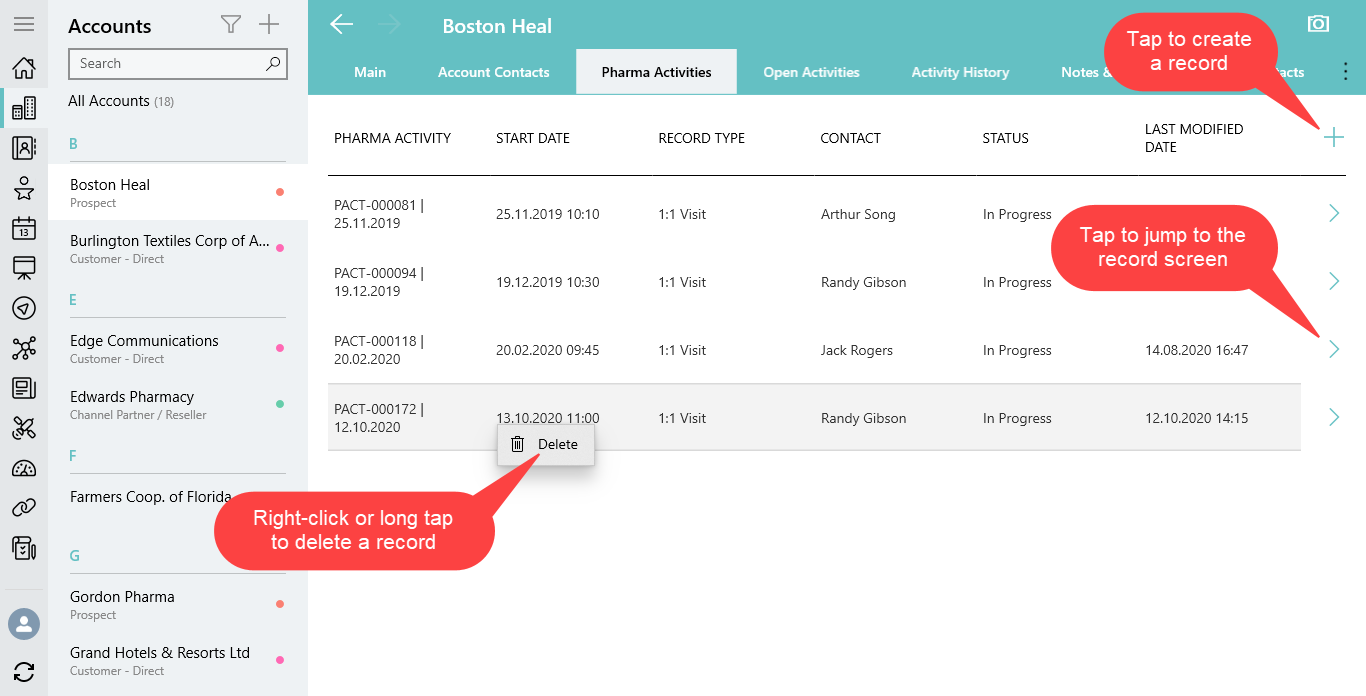 Accounts
Search
All Accounts (18)
B
Boston Heal
Prospect
Burlington Textiles Corp of A...
Customer - Direct
E
Edge Communications
Customer - Direct
Edwards Pharmacy
Channel Partner / Reseller
F
Farmers Coop. of Florida
G
Gordon Pharma
Prospect
Grand Hotels & Resorts Ltd
Customer - Direct
13
Boston Heal
Main Account Contacts Pharma Activities Open Activities Activity History Notes &
Tap to create
a record
PHARMA ACTIVITY START DATE RECORD TYPE CONTACT STATUS LAST MODIFIED
DATE
PACT-000081 |
25.11.2019
25.11.2019 10:10 1:1 Visit Arthur Song In Progress
PACT-000094 |
19.12.2019
19.12.2019 10:30 1:1 Visit Randy Gibson In Progress
Tap to jump to the
record screen
PACT-000118 |
20.02.2020
20.02.2020 09:45 1:1 Visit Jack Rogers In Progress 14.08.2020 16:47
PACT-000172 |
12.10.2020
13.10.2020 11:00 1:1 Visit Randy Gibson In Progress 12.10.2020 14:15
Delete
Right-click or long tap
to delete a record